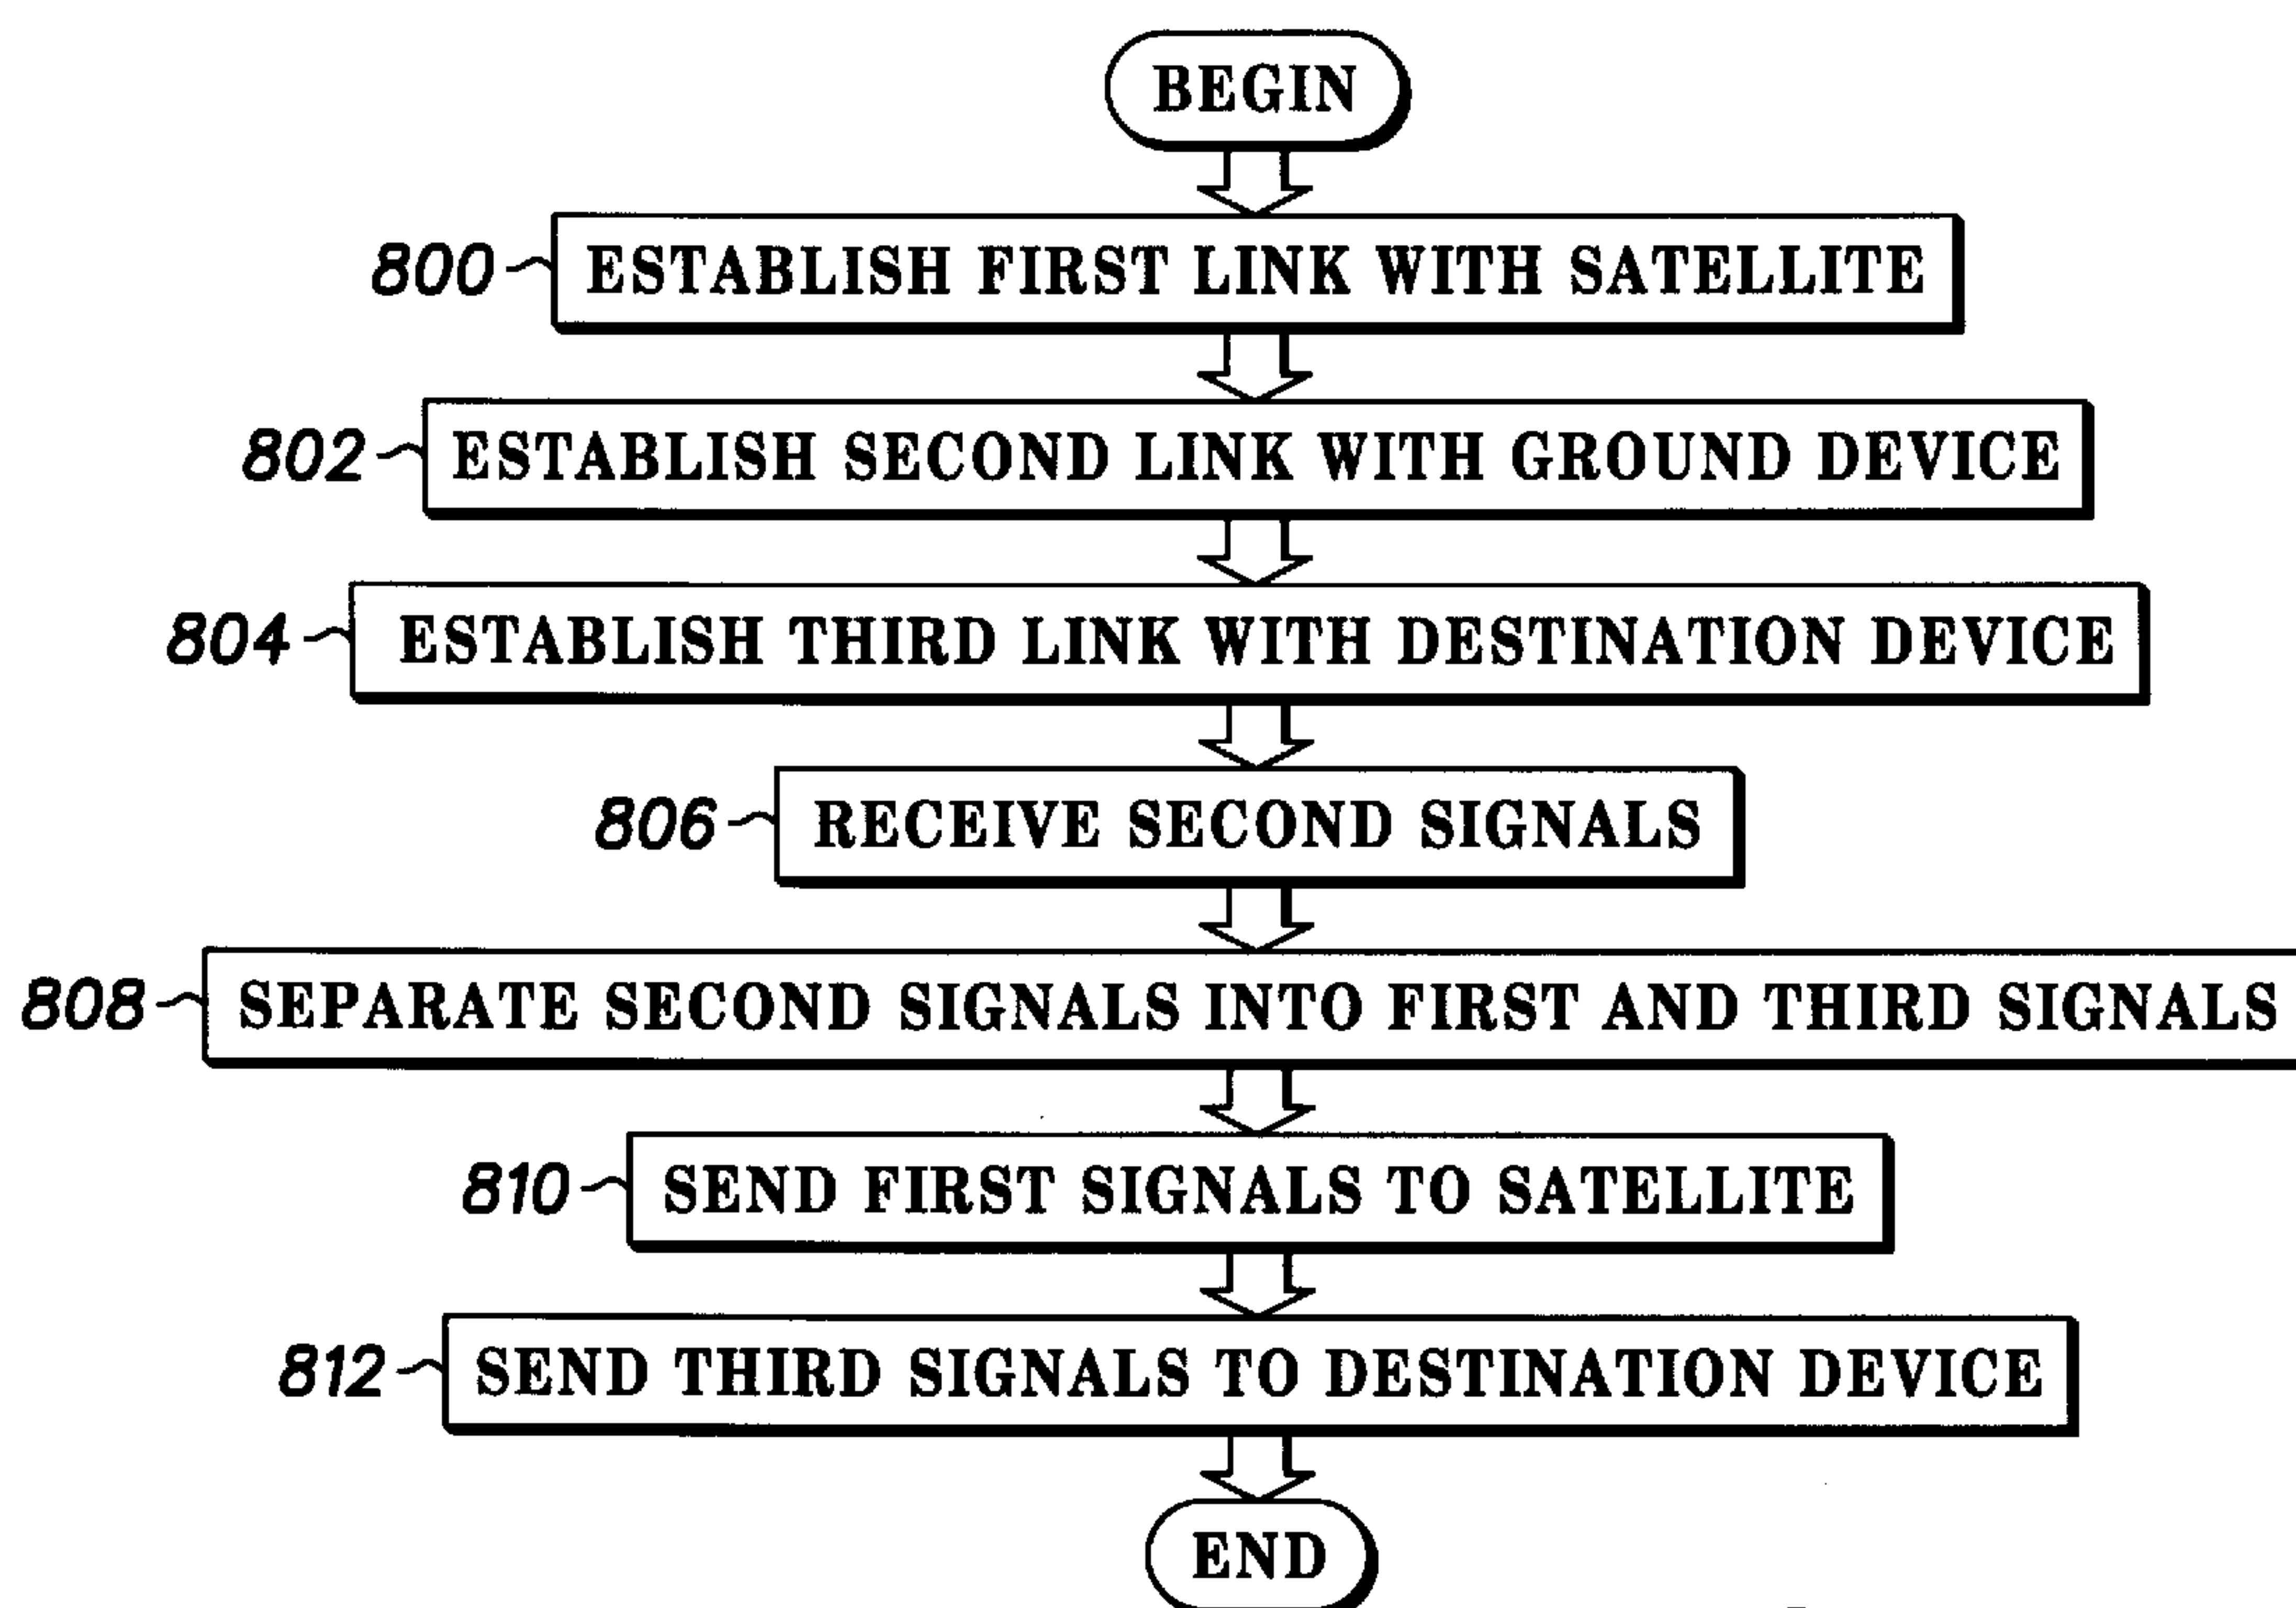 BEGIN
800 ESTABLISH FIRST LINK WITH SATELLITE
802 ESTABLISH SECOND LINK WITH GROUND DEVICE
804 ESTABLISH THIRD LINK WITH DESTINATION DEVICE
806 RECEIVE SECOND SIGNALS
808 SEPARATE SECOND SIGNALS INTO FIRST AND THIRD SIGNALS
810 SEND FIRST SIGNALS TO SATELLITE
812 SEND THIRD SIGNALS TO DESTINATION DEVICE
END